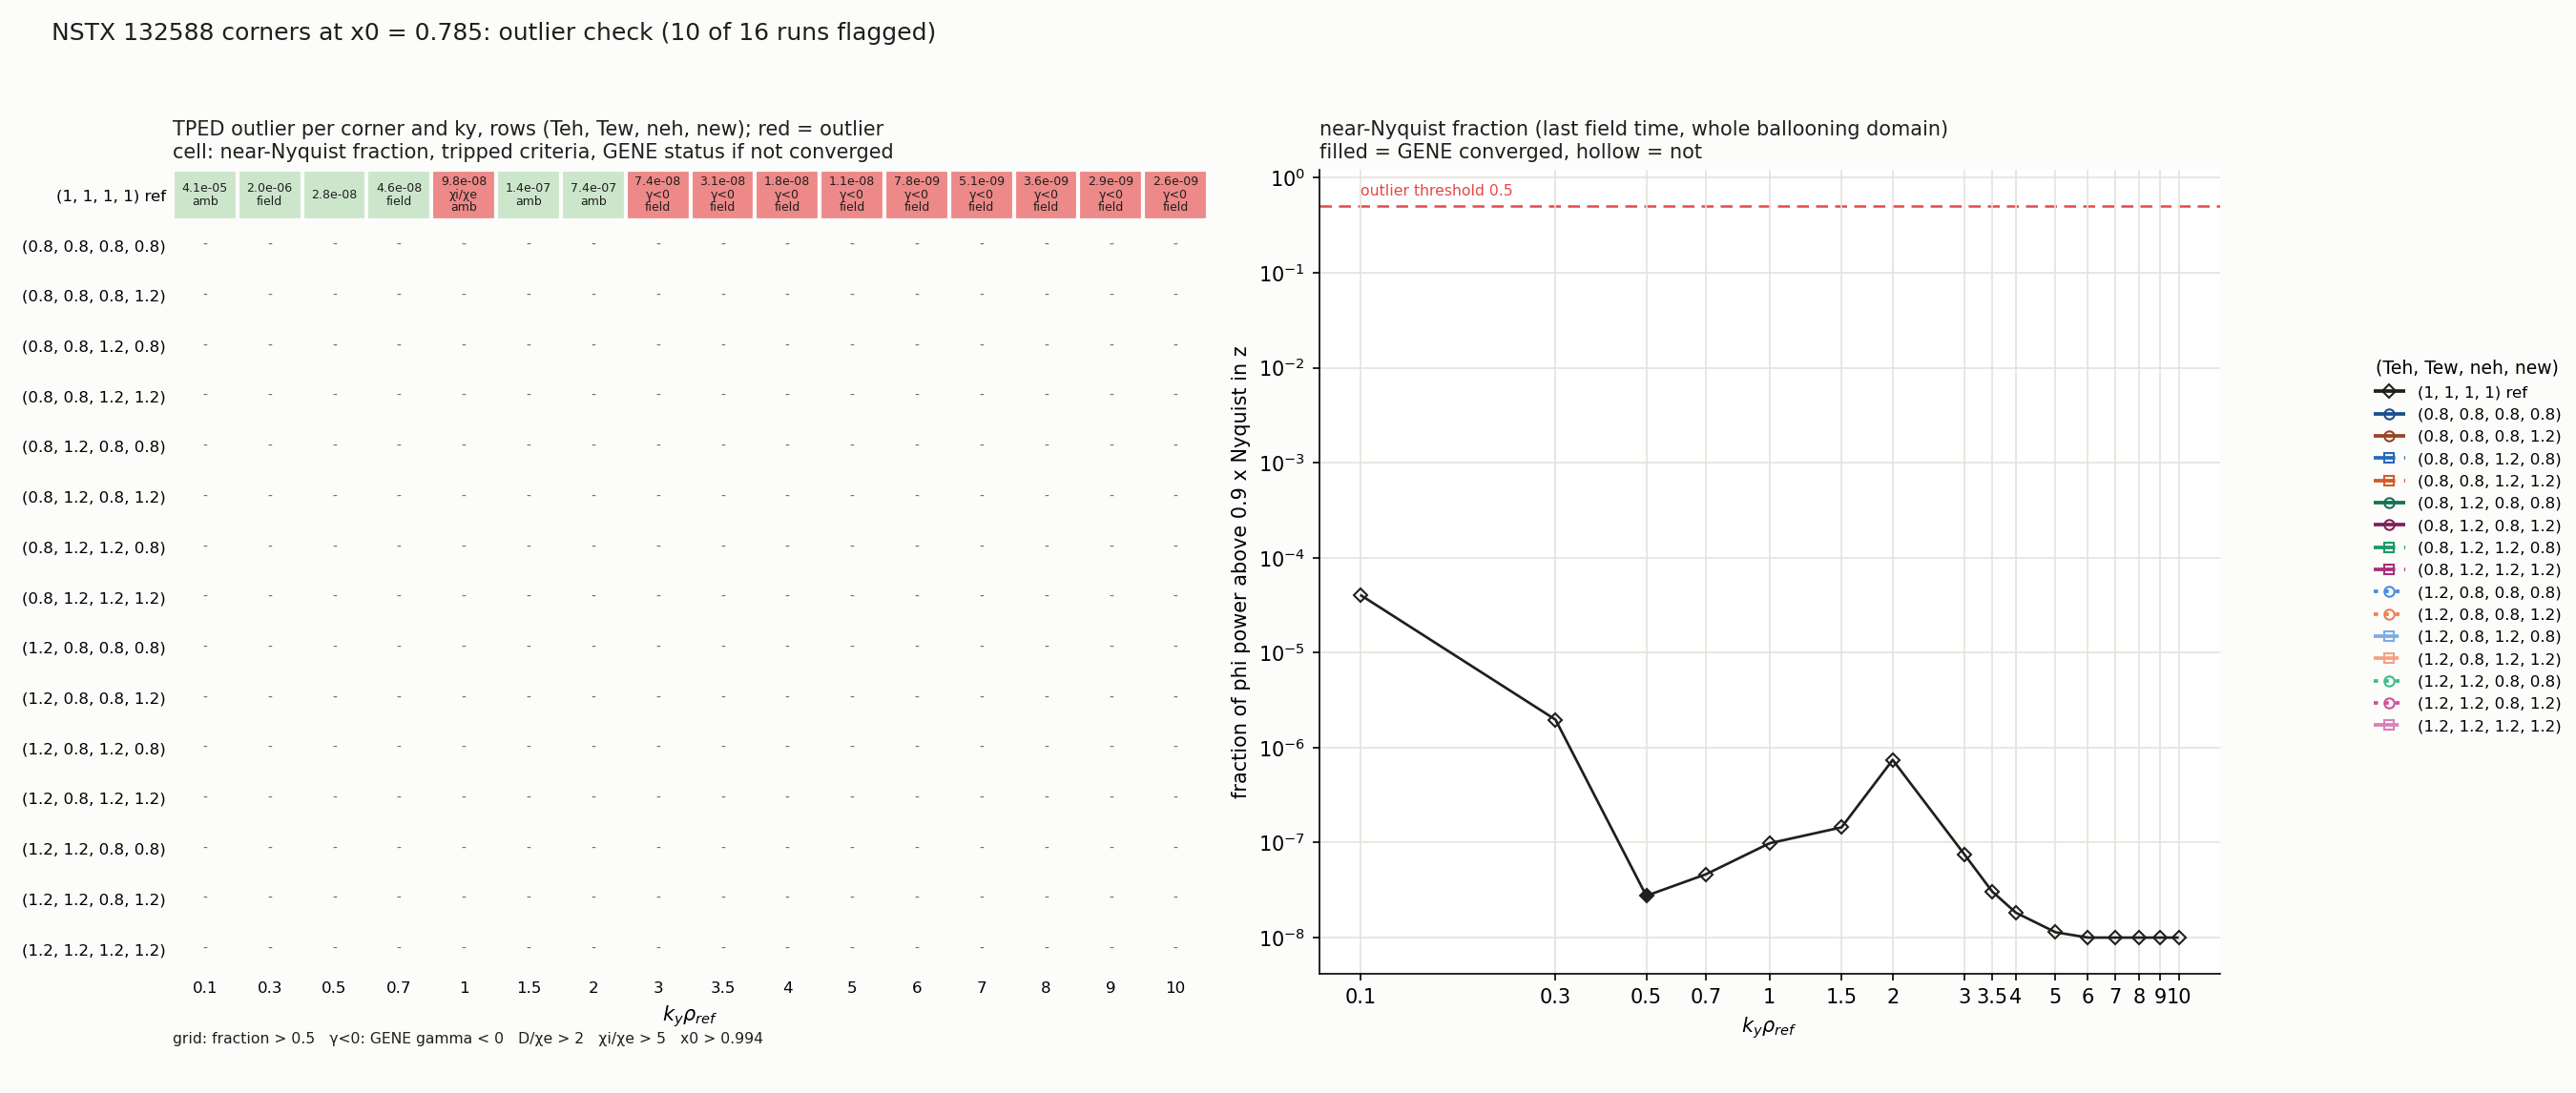 NSTX 132588 corners at x0 = 0.785: outlier check (10 of 16 runs flagged)
TPED outlier per corner and ky, rows (Teh, Tew, neh, new); red = outlier
cell: near-Nyquist fraction, tripped criteria, GENE status if not converged
(1, 1, 1, 1) ref
4.1e-05 2.0e-06 2.8e-08 4.6e-08 9.8e-08 1.4e-07 7.4e-07 7.4e-08 3.1e-08 1.8e-08 1.1e-08 7.8e-09 5.1e-09 3.6e-09 2.9e-09 2.6e-09
amb field field χi/χe amb amb γ<0 γ<0 γ<0 γ<0 γ<0 γ<0 γ<0 γ<0 γ<0
amb field field field field field field field field field
(0.8, 0.8, 0.8, 0.8) - - - - - - - - - - - - - - - -
(0.8, 0.8, 0.8, 1.2) - - - - - - - - - - - - - - - -
(0.8, 0.8, 1.2, 0.8) - - - - - - - - - - - - - - - -
(0.8, 0.8, 1.2, 1.2) - - - - - - - - - - - - - - - -
(0.8, 1.2, 0.8, 0.8) - - - - - - - - - - - - - - - -
(0.8, 1.2, 0.8, 1.2) - - - - - - - - - - - - - - - -
(0.8, 1.2, 1.2, 0.8) - - - - - - - - - - - - - - - -
(0.8, 1.2, 1.2, 1.2) - - - - - - - - - - - - - - - -
(1.2, 0.8, 0.8, 0.8) - - - - - - - - - - - - - - - -
(1.2, 0.8, 0.8, 1.2) - - - - - - - - - - - - - - - -
(1.2, 0.8, 1.2, 0.8) - - - - - - - - - - - - - - - -
(1.2, 0.8, 1.2, 1.2) - - - - - - - - - - - - - - - -
(1.2, 1.2, 0.8, 0.8) - - - - - - - - - - - - - - - -
(1.2, 1.2, 0.8, 1.2) - - - - - - - - - - - - - - - -
(1.2, 1.2, 1.2, 1.2) - - - - - - - - - - - - - - - -
0.1 0.3 0.5 0.7 1 1.5 2 3 3.5 4 5 6 7 8 9 10
kyρref
grid: fraction > 0.5 γ<0: GENE gamma < 0 D/χe > 2 χi/χe > 5 x0 > 0.994
near-Nyquist fraction (last field time, whole ballooning domain)
filled = GENE converged, hollow = not
outlier threshold 0.5
fraction of phi power above 0.9 x Nyquist in z
10⁰
10⁻¹
10⁻²
10⁻³
10⁻⁴
10⁻⁵
10⁻⁶
10⁻⁷
10⁻⁸
0.1 0.3 0.5 0.7 1 1.5 2 3 3.5 4 5 6 7 8 9 10
kyρref
(Teh, Tew, neh, new)
(1, 1, 1, 1) ref
(0.8, 0.8, 0.8, 0.8)
(0.8, 0.8, 0.8, 1.2)
(0.8, 0.8, 1.2, 0.8)
(0.8, 0.8, 1.2, 1.2)
(0.8, 1.2, 0.8, 0.8)
(0.8, 1.2, 0.8, 1.2)
(0.8, 1.2, 1.2, 0.8)
(0.8, 1.2, 1.2, 1.2)
(1.2, 0.8, 0.8, 0.8)
(1.2, 0.8, 0.8, 1.2)
(1.2, 0.8, 1.2, 0.8)
(1.2, 0.8, 1.2, 1.2)
(1.2, 1.2, 0.8, 0.8)
(1.2, 1.2, 0.8, 1.2)
(1.2, 1.2, 1.2, 1.2)